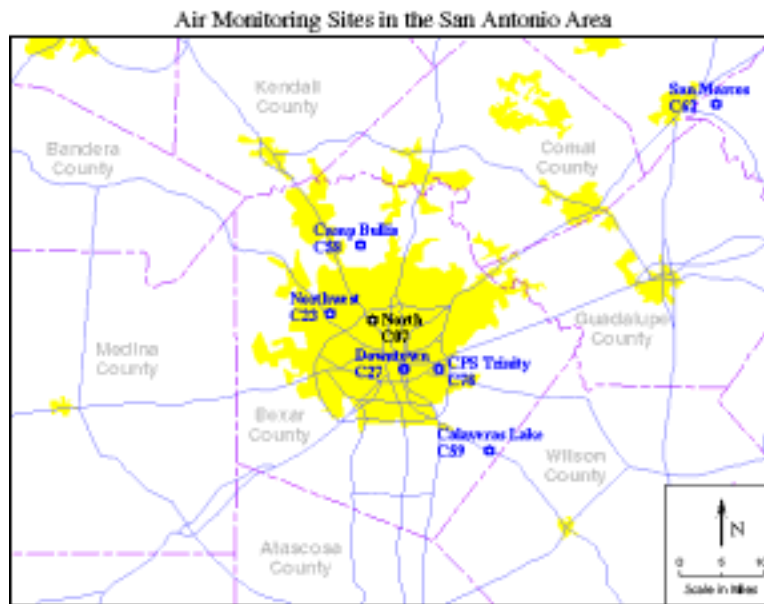 Air Monitoring Sites in the San Antonio Area
Kendall
County
San Marcos
C62
Bandera
County
Comal
County
Camp Bullis
C58
Northwest
C23
North
C07
Guadalupe
County
Medina
County
Downtown
C27
CPS Trinity
C78
Bexar
County
Calaveras Lake
C59
Wilson
County
Atascosa
County
N
0 5 10
Scale in Miles